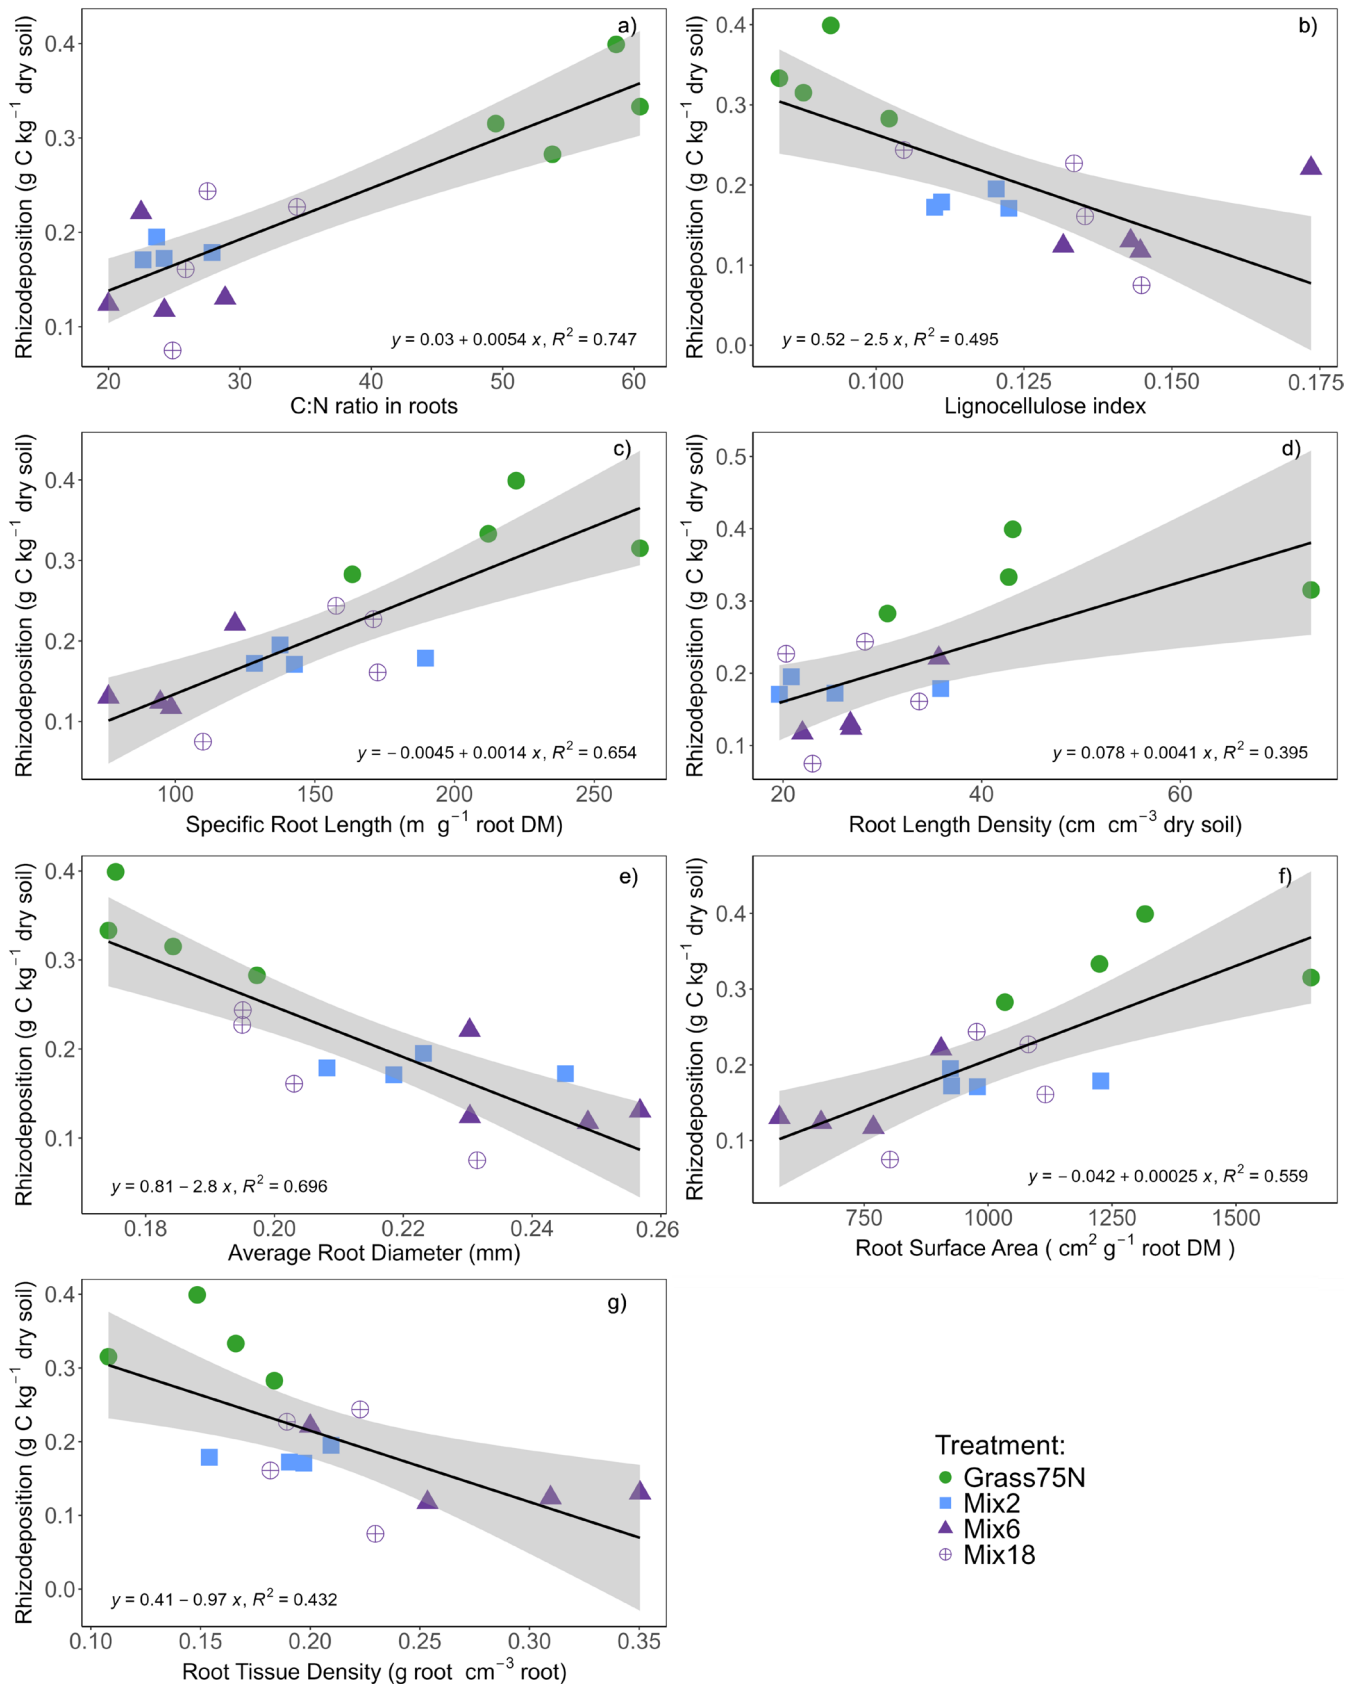 a)
Rhizodeposition (g C kg⁻¹ dry soil)
0.4
0.3
0.2
0.1
y = 0.03 + 0.0054 x, R² = 0.747
20 30 40 50 60
C:N ratio in roots
b)
Rhizodeposition (g C kg⁻¹ dry soil)
0.4
0.3
0.2
0.1
0.0
y = 0.52 − 2.5 x, R² = 0.495
0.100 0.125 0.150 0.175
Lignocellulose index
c)
Rhizodeposition (g C kg⁻¹ dry soil)
0.4
0.3
0.2
0.1
y = − 0.0045 + 0.0014 x, R² = 0.654
100 150 200 250
Specific Root Length (m g⁻¹ root DM)
d)
Rhizodeposition (g C kg⁻¹ dry soil)
0.5
0.4
0.3
0.2
0.1
y = 0.078 + 0.0041 x, R² = 0.395
20 40 60
Root Length Density (cm cm⁻³ dry soil)
e)
Rhizodeposition (g C kg⁻¹ dry soil)
0.4
0.3
0.2
0.1
y = 0.81 − 2.8 x, R² = 0.696
0.18 0.20 0.22 0.24 0.26
Average Root Diameter (mm)
f)
Rhizodeposition (g C kg⁻¹ dry soil)
0.4
0.3
0.2
0.1
y = − 0.042 + 0.00025 x, R² = 0.559
750 1000 1250 1500
Root Surface Area ( cm² g⁻¹ root DM )
g)
Rhizodeposition (g C kg⁻¹ dry soil)
0.4
0.3
0.2
0.1
0.0
y = 0.41 − 0.97 x, R² = 0.432
0.10 0.15 0.20 0.25 0.30 0.35
Root Tissue Density (g root cm⁻³ root)
Treatment:
Grass75N
Mix2
Mix6
Mix18